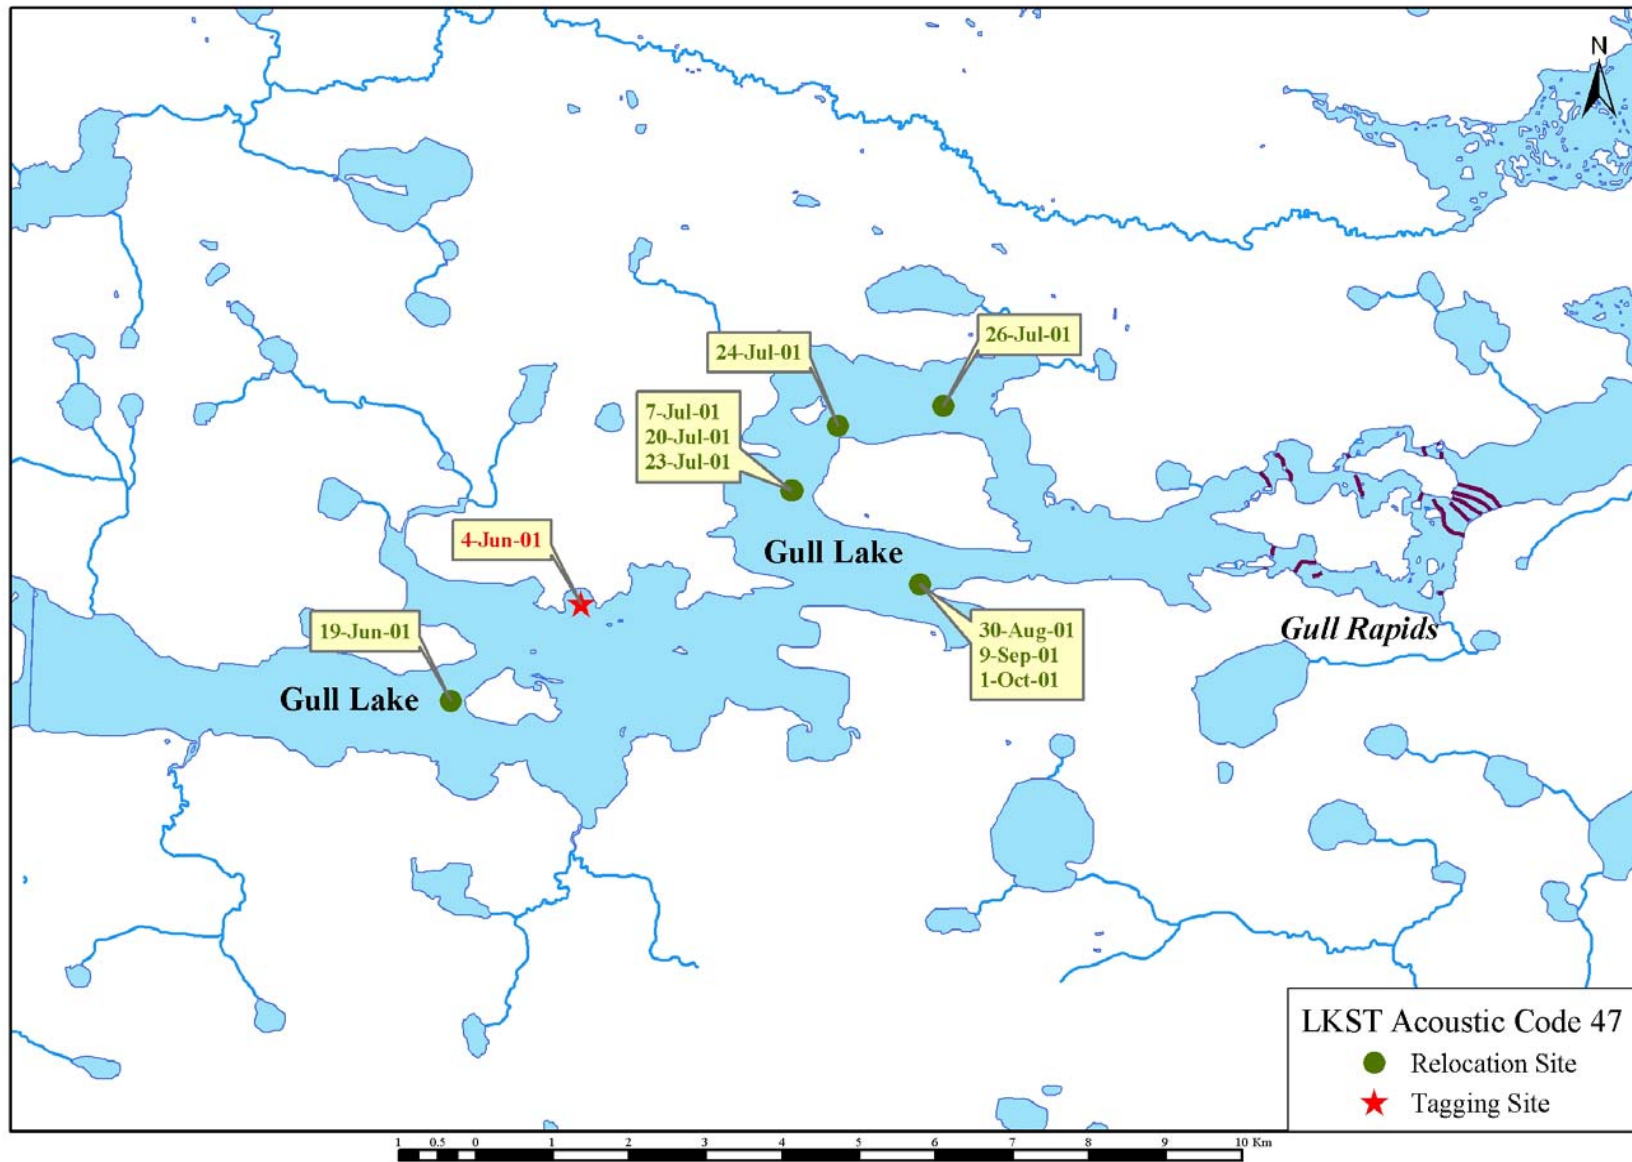 N
26-Jul-01
24-Jul-01
7-Jul-01
20-Jul-01
23-Jul-01
4-Jun-01
Gull Lake
19-Jun-01
30-Aug-01
9-Sep-01
1-Oct-01
Gull Rapids
Gull Lake
LKST Acoustic Code 47
Relocation Site
Tagging Site
1 0.5 0 1 2 3 4 5 6 7 8 9 10 Km